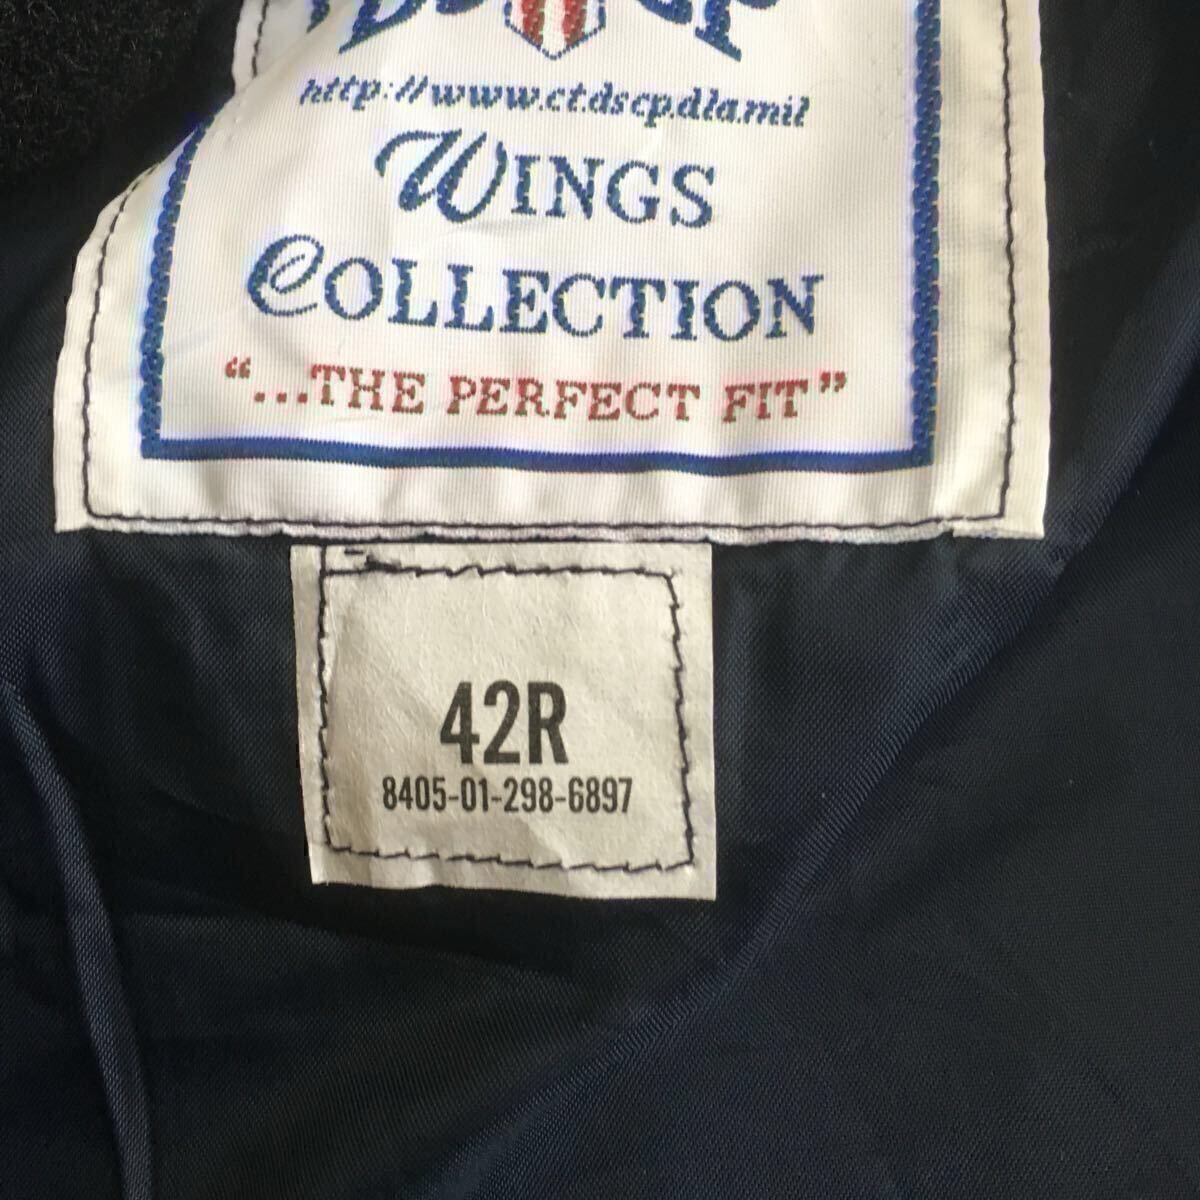 http://www.ct.dscp.dla.mil
WINGS
COLLECTION
"...THE PERFECT FIT"
42R
8405-01-298-6897